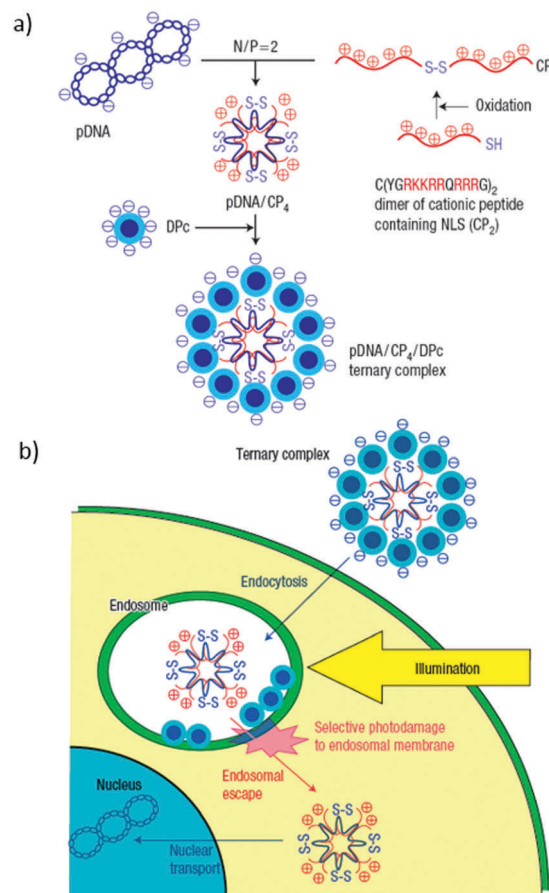 a)
N/P=2
pDNA
S-S
CP
Oxidation
SH
S-S
S-S
S-S
S-S
pDNA/CP₄
C(YGRKKRRQRRRG)₂
dimer of cationic peptide
containing NLS (CP₂)
DPc
S-S
S-S
S-S
S-S
pDNA/CP₄/DPc
ternary complex
b)
Ternary complex
S-S
S-S
S-S
S-S
Endocytosis
Endosome
S-S
S-S
S-S
S-S
Illumination
Selective photodamage
to endosomal membrane
Endosomal
escape
Nucleus
S-S
S-S
S-S
S-S
Nuclear
transport